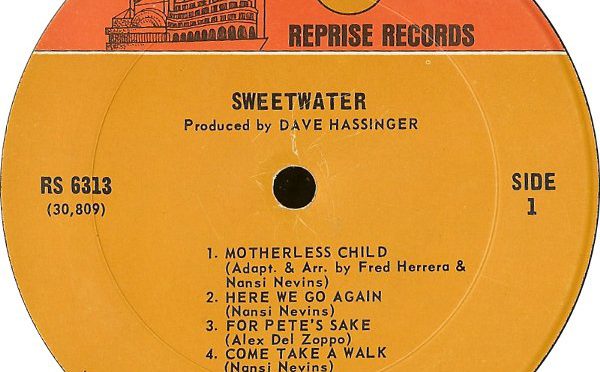 REPRISE RECORDS
SWEETWATER
Produced by DAVE HASSINGER
RS 6313
(30,809)
SIDE
1
1. MOTHERLESS CHILD
(Adapt. & Arr. by Fred Herrera &
Nansi Nevins)
2. HERE WE GO AGAIN
(Nansi Nevins)
3. FOR PETE'S SAKE
(Alex Del Zoppo)
4. COME TAKE A WALK
(Nansi Nevins)